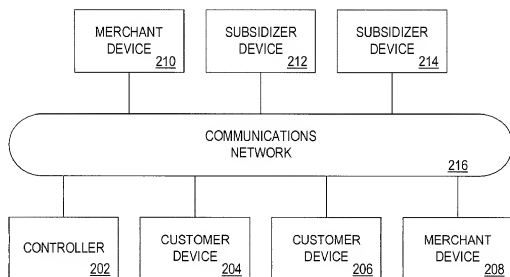 MERCHANT
DEVICE
210
SUBSIDIZER
DEVICE
212
SUBSIDIZER
DEVICE
214
COMMUNICATIONS
NETWORK
216
CONTROLLER
202
CUSTOMER
DEVICE
204
CUSTOMER
DEVICE
206
MERCHANT
DEVICE
208